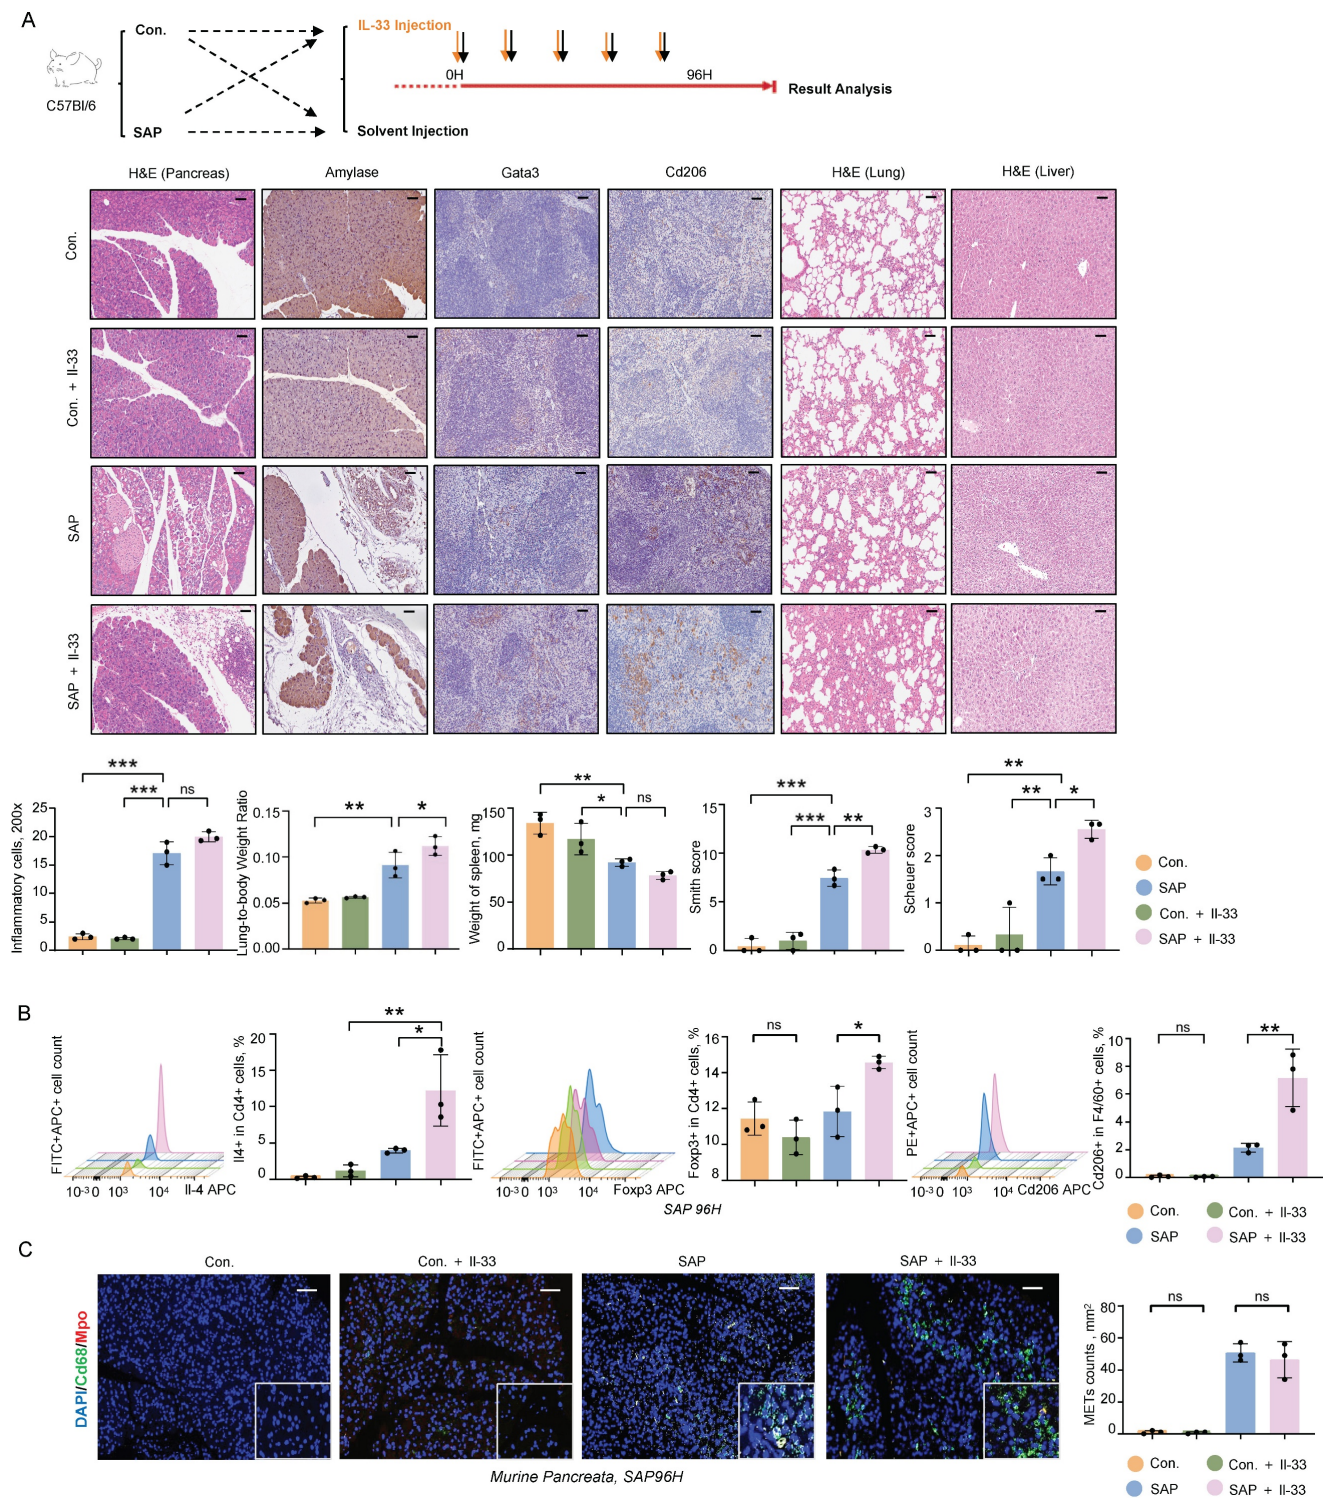 A
Con.
SAP
C57Bl/6
IL-33 Injection
Solvent Injection
0H
96H
Result Analysis
H&E (Pancreas)
Amylase
Gata3
Cd206
H&E (Lung)
H&E (Liver)
Con.
Con. + Il-33
SAP
SAP + Il-33
Inflammatory cells, 200x
25
20
15
10
5
0
***
***
ns
Lung-to-body Weight Ratio
0.15
0.10
0.05
0.00
**
*
Weight of spleen, mg
150
100
50
0
**
*
ns
Smith score
15
10
5
0
***
***
**
Scheuer score
3
2
1
0
**
**
*
Con.
SAP
Con. + Il-33
SAP + Il-33
B
FITC+APC+ cell count
10-3 0 10³ 10⁴ Il-4 APC
Il4+ in Cd4+ cells, %
20
15
10
5
0
**
*
FITC+APC+ cell count
10-3 0 10³ 10⁴ Foxp3 APC
Foxp3+ in Cd4+ cells, %
16
14
12
10
8
ns
*
PE+APC+ cell count
10-3 0 10³ 10⁴ Cd206 APC
Cd206+ in F4/60+ cells, %
10
8
6
4
2
0
ns
**
SAP 96H
Con.
Con. + Il-33
SAP
SAP + Il-33
C
Con.
Con. + Il-33
SAP
SAP + Il-33
DAPI/Cd68/Mpo
Murine Pancreata, SAP96H
METs counts , mm²
80
60
40
20
0
ns
ns
Con.
Con. + Il-33
SAP
SAP + Il-33